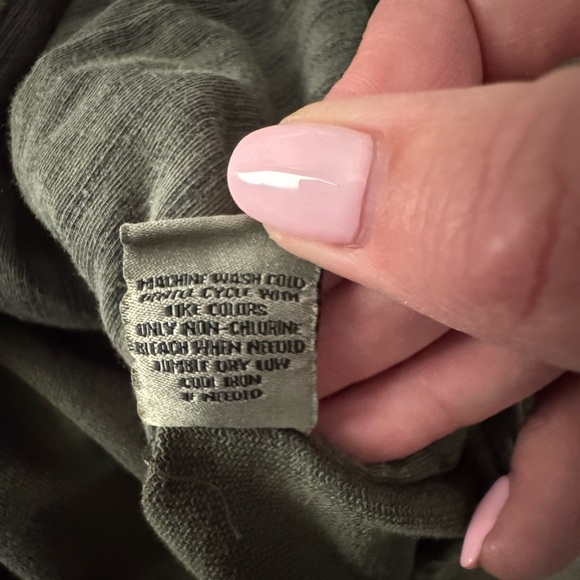 MACHINE WASH COLD
GENTLE CYCLE WITH
LIKE COLORS
ONLY NON-CHLORINE
BLEACH WHEN NEEDED
TUMBLE DRY LOW
COOL IRON
IF NEEDED